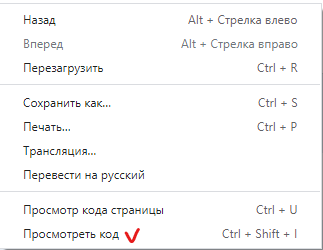 Назад Alt + Стрелка влево
Вперед Alt + Стрелка вправо
Перезагрузить Ctrl + R
Сохранить как... Ctrl + S
Печать... Ctrl + P
Трансляция...
Перевести на русский
Просмотр кода страницы Ctrl + U
Просмотреть код Ctrl + Shift + I